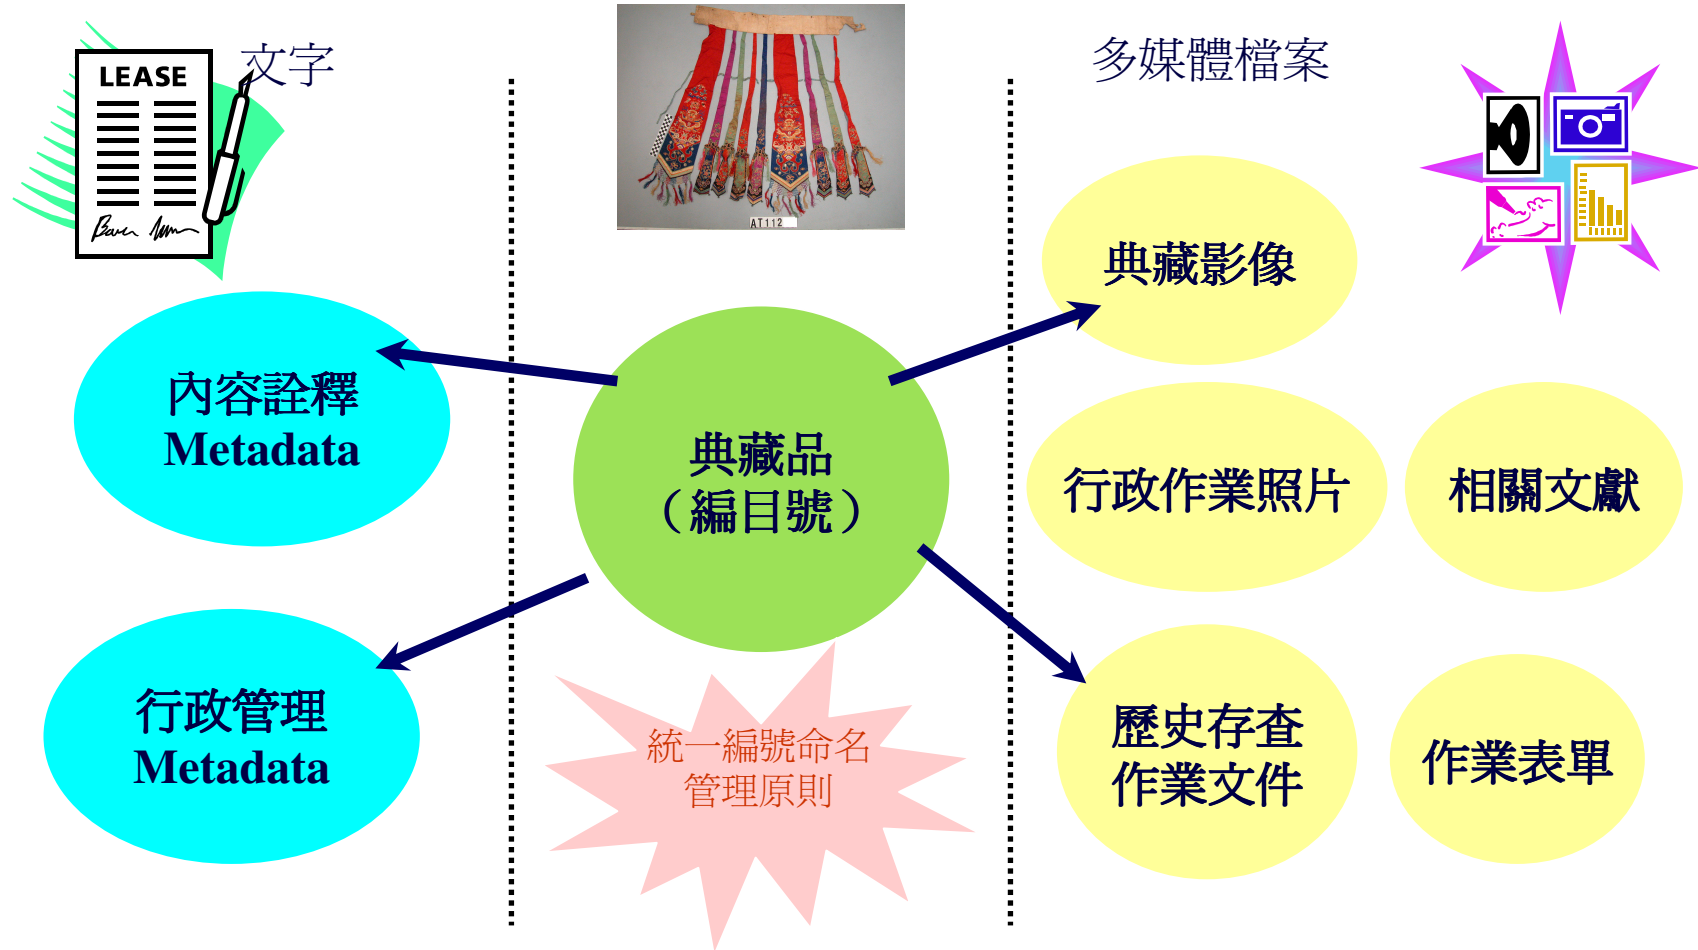 文字
LEASE
AT112
多媒體檔案
典藏影像
內容詮釋
Metadata
典藏品
（編目號）
行政作業照片
相關文獻
行政管理
Metadata
統一編號命名
管理原則
歷史存查
作業文件
作業表單